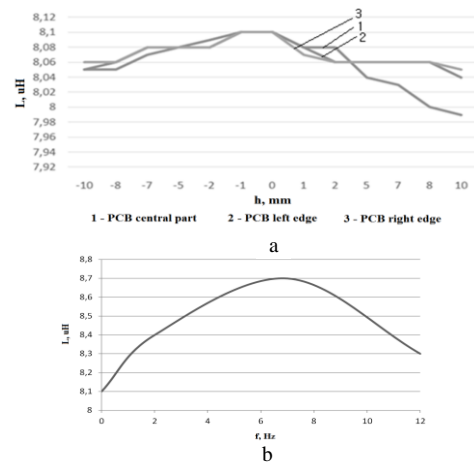 8,12
8,1
8,08
8,06
8,04
8,02
8
7,98
7,96
7,94
7,92
L, uH
3
1
2
-10 -8 -7 -5 -2 -1 0 1 2 5 7 8 10
h, mm
1 - PCB central part 2 - PCB left edge 3 - PCB right edge
a
8,8
8,7
8,6
8,5
8,4
8,3
8,2
8,1
8
L, uH
0 2 4 6 8 10 12
f, Hz
b